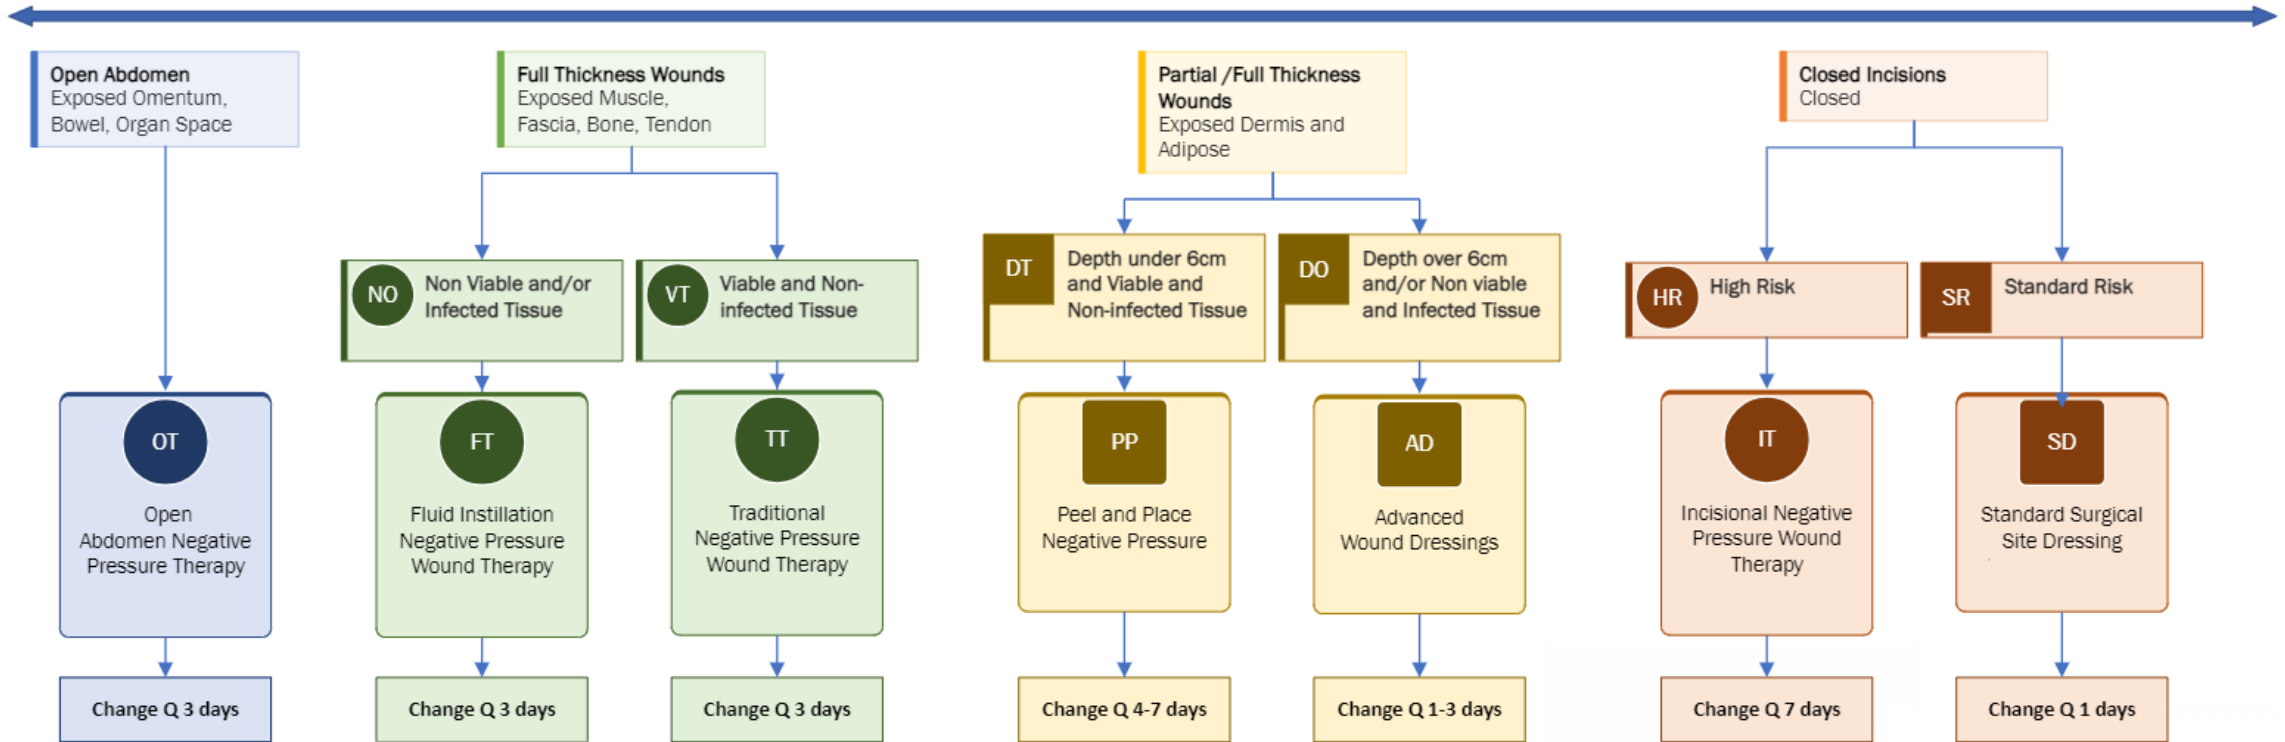 Open Abdomen
Exposed Omentum,
Bowel, Organ Space
Full Thickness Wounds
Exposed Muscle,
Fascia, Bone, Tendon
Partial /Full Thickness
Wounds
Exposed Dermis and
Adipose
Closed Incisions
Closed
NO
Non Viable and/or
Infected Tissue
VT
Viable and Non-
infected Tissue
DT
Depth under 6cm
and Viable and
Non-infected Tissue
DO
Depth over 6cm
and/or Non viable
and Infected Tissue
HR
High Risk
SR
Standard Risk
OT
Open
Abdomen Negative
Pressure Therapy
FT
Fluid Instillation
Negative Pressure
Wound Therapy
TT
Traditional
Negative Pressure
Wound Therapy
PP
Peel and Place
Negative Pressure
AD
Advanced
Wound Dressings
IT
Incisional Negative
Pressure Wound
Therapy
SD
Standard Surgical
Site Dressing
Change Q 3 days
Change Q 3 days
Change Q 3 days
Change Q 4-7 days
Change Q 1-3 days
Change Q 7 days
Change Q 1 days